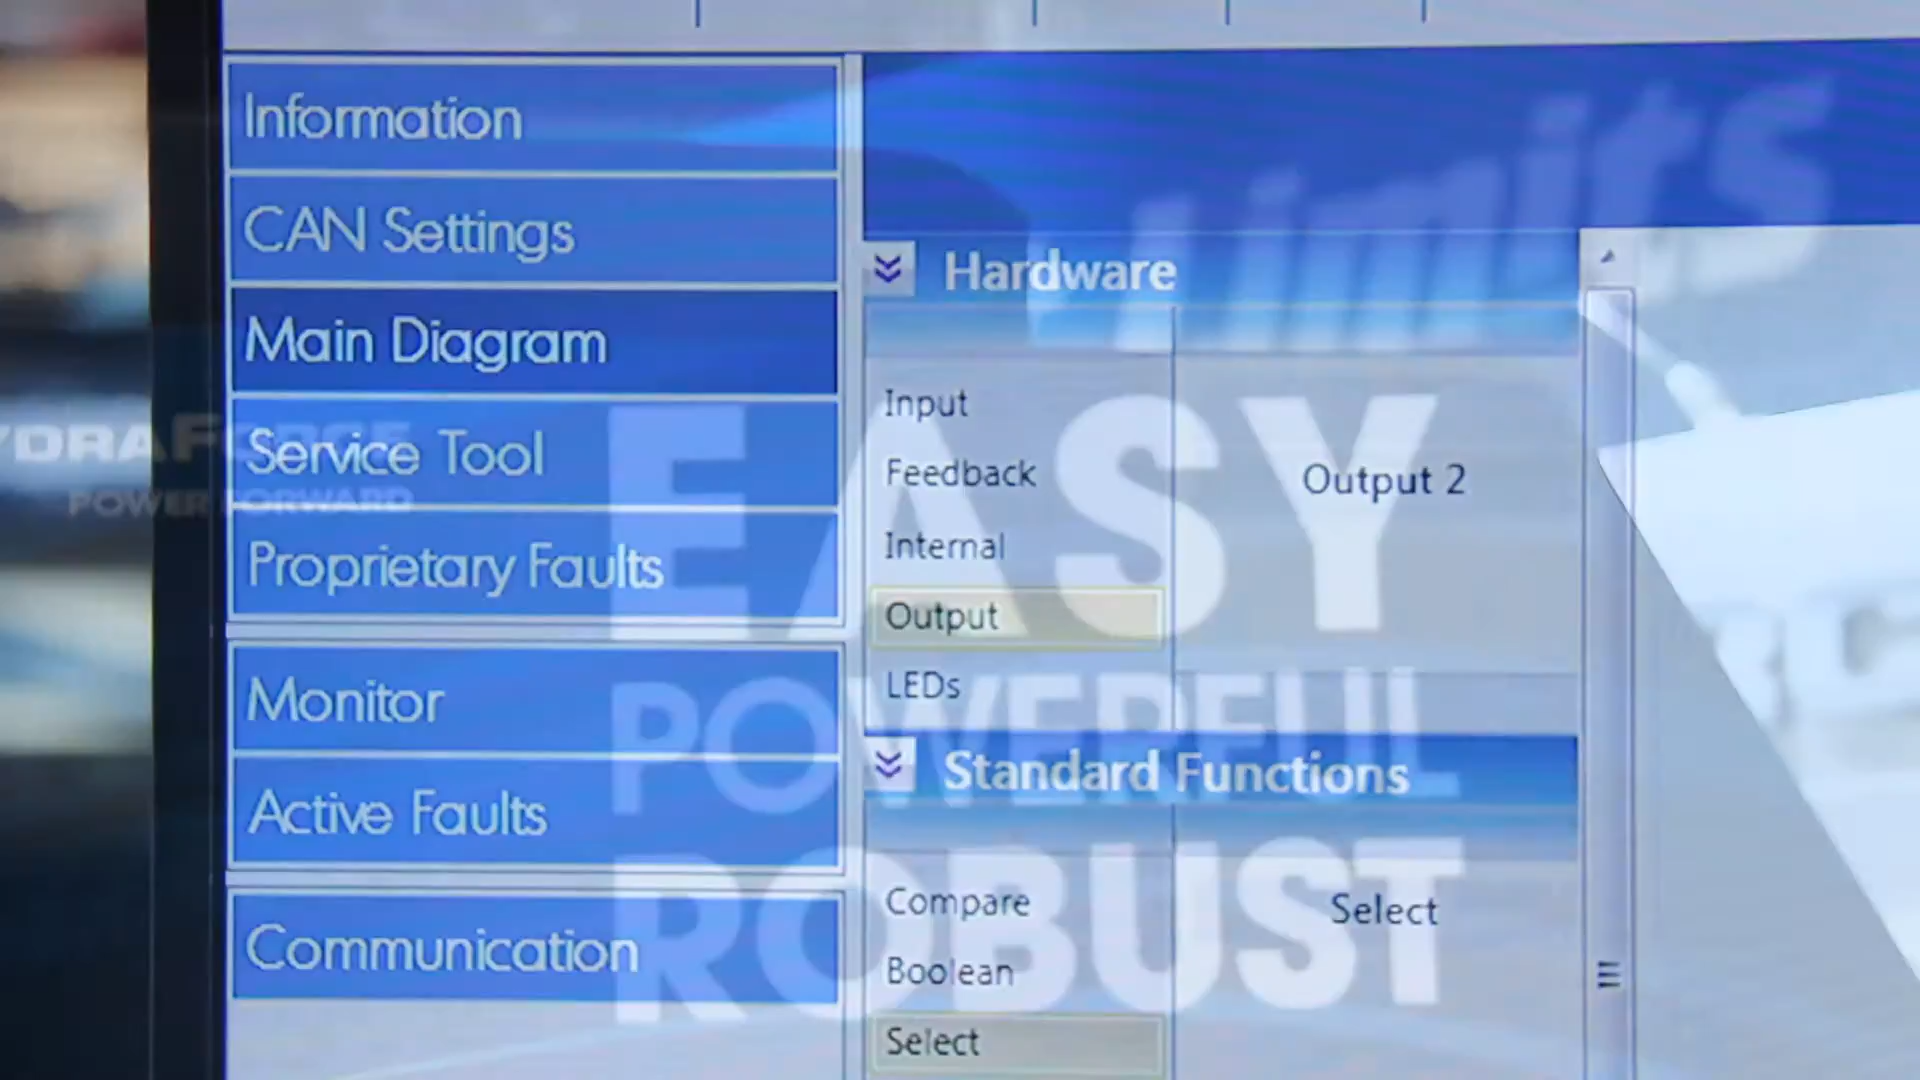 Information
CAN Settings
Main Diagram
Service Tool
Proprietary Faults
Monitor
Active Faults
Communication
Limits
Hardware
Input
Feedback
Internal
Output
LEDs
Output 2
Standard Functions
Compare
Boolean
Select
Select
EASY
POWERFUL
ROBUST
POWER FORWARD